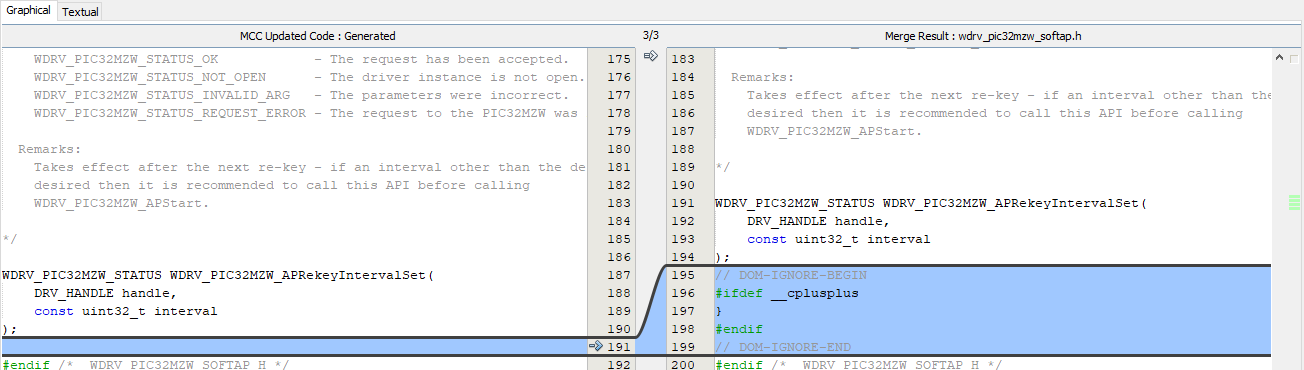 Graphical Textual
MCC Updated Code : Generated 3/3 Merge Result : wdrv_pic32mzw_softap.h
WDRV_PIC32MZW_STATUS_OK - The request has been accepted. 175
WDRV_PIC32MZW_STATUS_NOT_OPEN - The driver instance is not open. 176
WDRV_PIC32MZW_STATUS_INVALID_ARG - The parameters were incorrect. 177
WDRV_PIC32MZW_STATUS_REQUEST_ERROR - The request to the PIC32MZW was 178
179
Remarks: 180
Takes effect after the next re-key - if an interval other than the de 181
desired then it is recommended to call this API before calling 182
WDRV_PIC32MZW_APStart. 183
184
*/ 185
186
WDRV_PIC32MZW_STATUS WDRV_PIC32MZW_APRekeyIntervalSet( 187
DRV_HANDLE handle, 188
const uint32_t interval 189
); 190
191
#endif /* WDRV PIC32MZW SOFTAP H */ 192
183
184 Remarks:
185 Takes effect after the next re-key - if an interval other than the
186 desired then it is recommended to call this API before calling
187 WDRV_PIC32MZW_APStart.
188
189 */
190
191 WDRV_PIC32MZW_STATUS WDRV_PIC32MZW_APRekeyIntervalSet(
192 DRV_HANDLE handle,
193 const uint32_t interval
194 );
195 // DOM-IGNORE-BEGIN
196 #ifdef __cplusplus
197 }
198 #endif
199 // DOM-IGNORE-END
200 #endif /* WDRV PIC32MZW SOFTAP H */